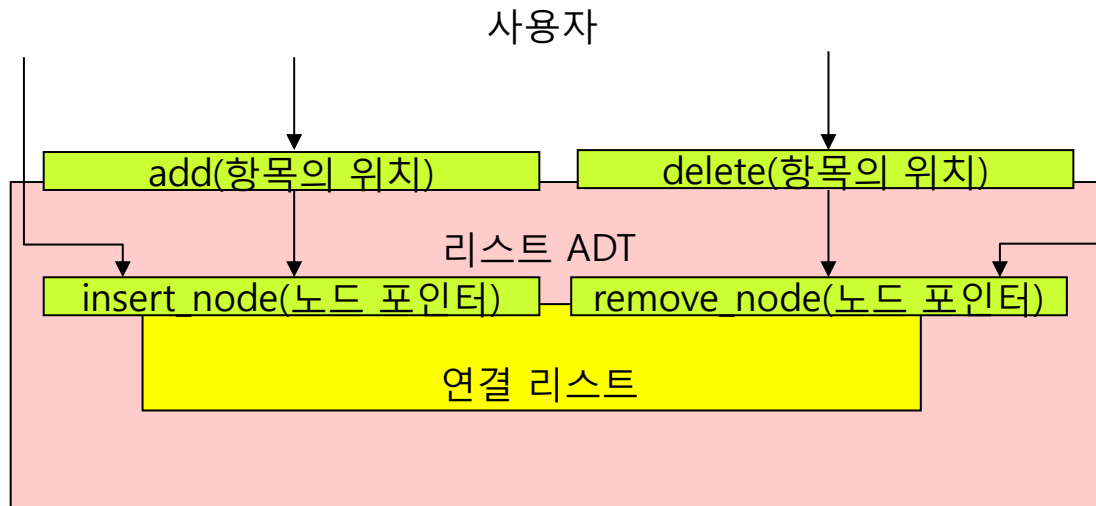 사용자
add(항목의 위치)
delete(항목의 위치)
리스트 ADT
insert_node(노드 포인터)
remove_node(노드 포인터)
연결 리스트